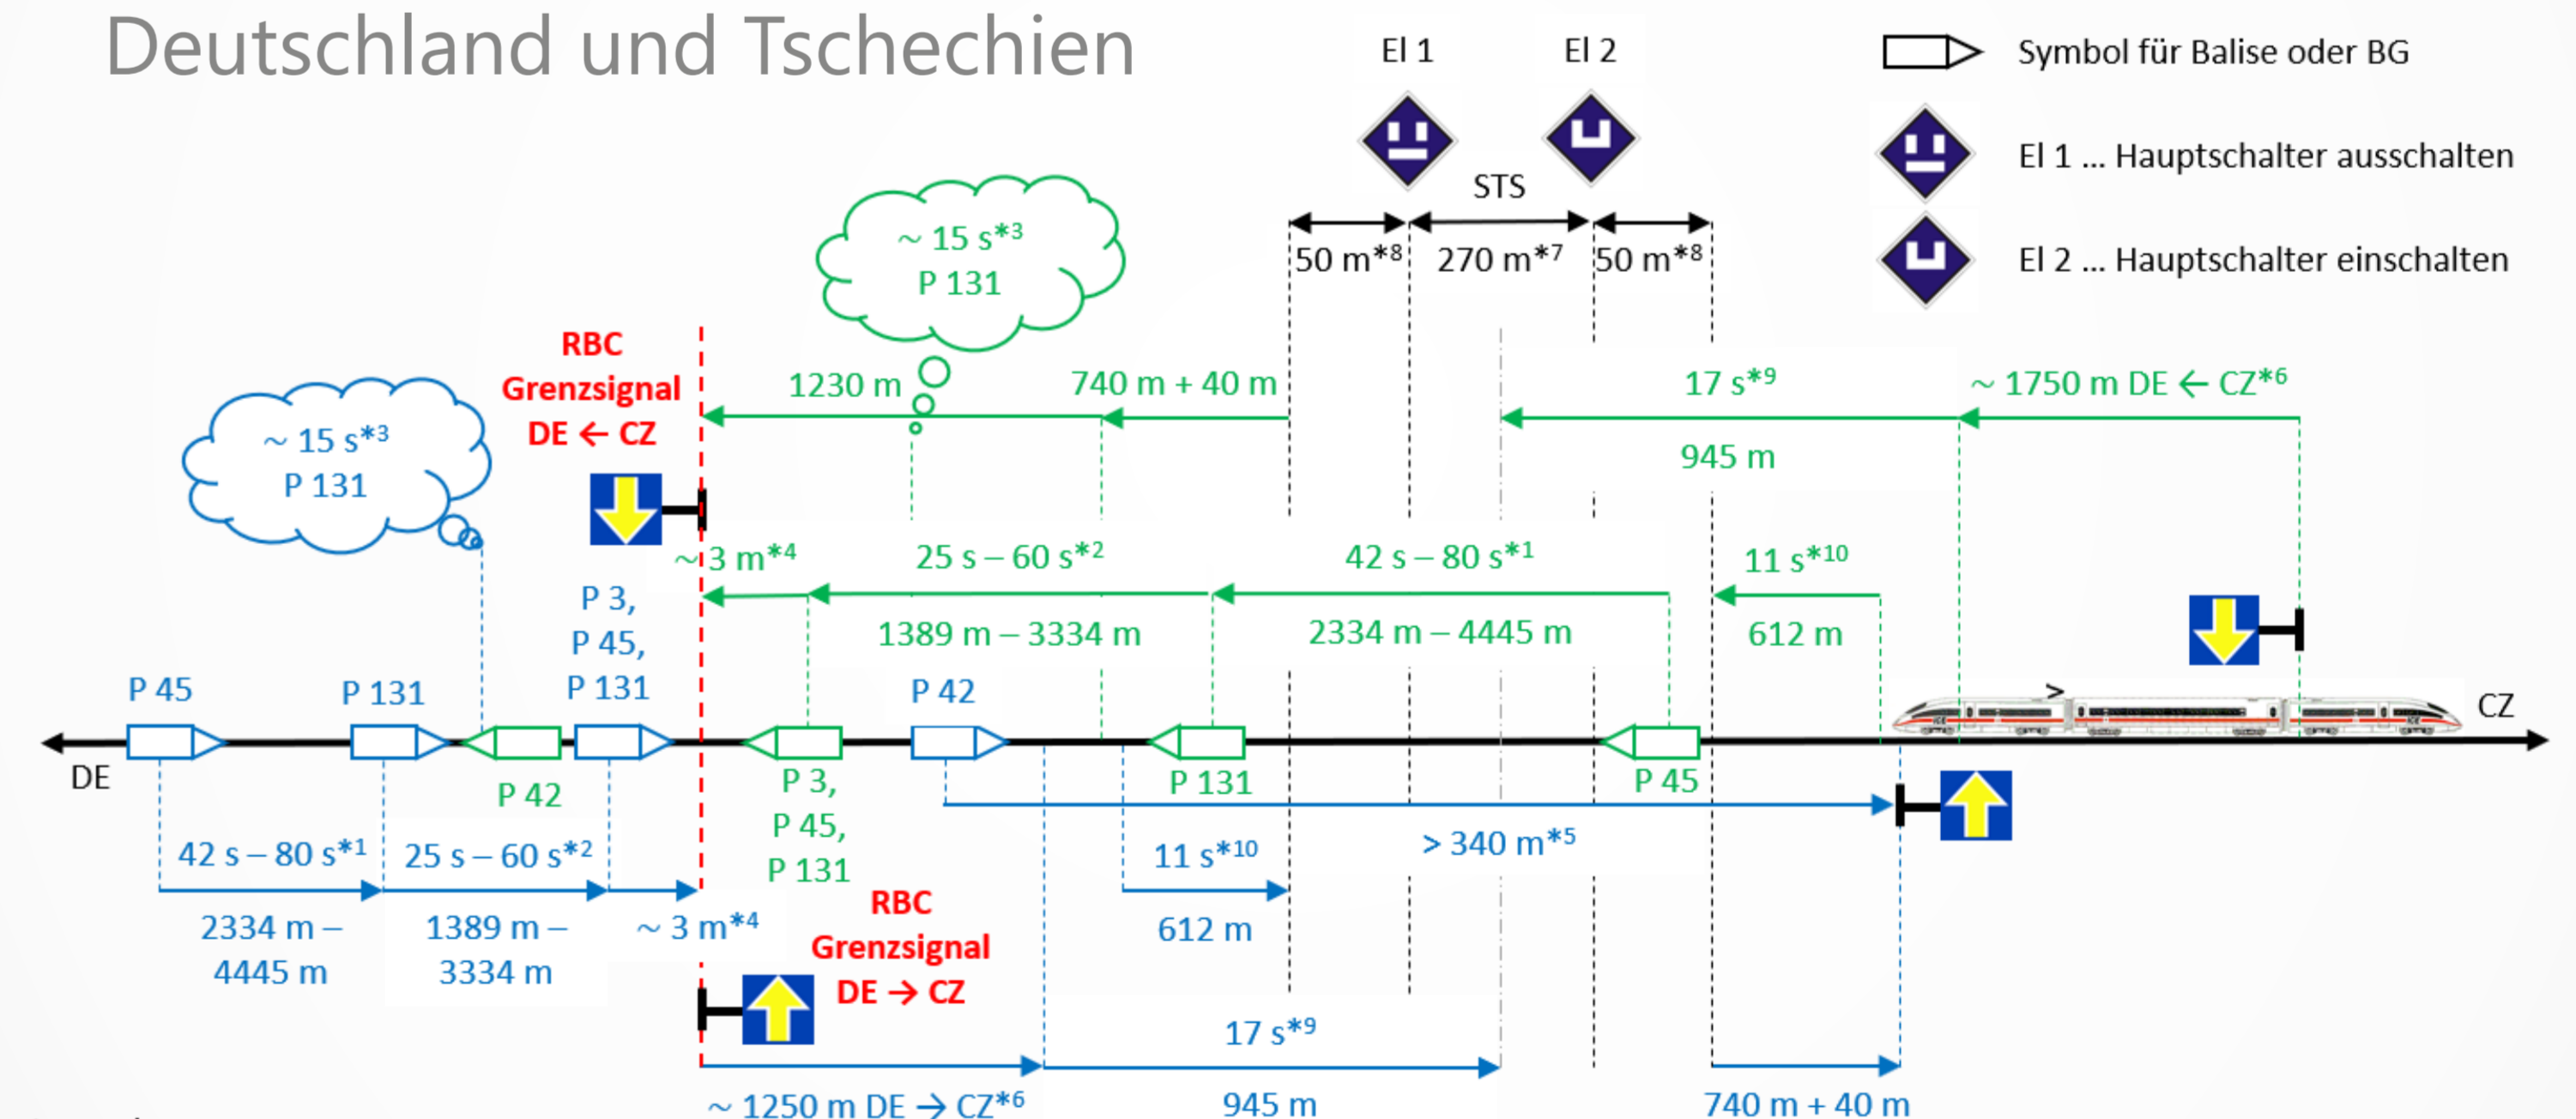 Deutschland und Tschechien
El 1
El 2
Symbol für Balise oder BG
El 1 ... Hauptschalter ausschalten
El 2 ... Hauptschalter einschalten
STS
50 m*8
270 m*7
50 m*8
~ 15 s*3
P 131
RBC
Grenzsignal
DE ← CZ
1230 m
740 m + 40 m
17 s*9
945 m
~ 1750 m DE ← CZ*6
~ 15 s*3
P 131
~ 3 m*4
25 s – 60 s*2
1389 m – 3334 m
42 s – 80 s*1
2334 m – 4445 m
11 s*10
612 m
P 45
P 131
P 3,
P 45,
P 131
P 42
>
CZ
DE
P 42
P 3,
P 45,
P 131
P 131
P 45
42 s – 80 s*1
2334 m –
4445 m
25 s – 60 s*2
1389 m –
3334 m
~ 3 m*4
RBC
Grenzsignal
DE → CZ
11 s*10
612 m
> 340 m*5
~ 1250 m DE → CZ*6
17 s*9
945 m
740 m + 40 m